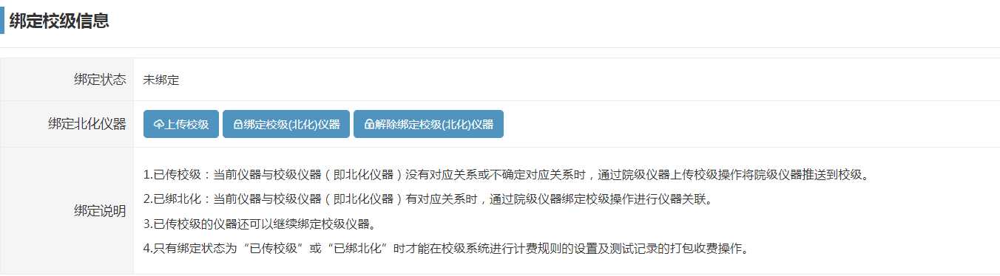 绑定校级信息
绑定状态
未绑定
绑定北化仪器
上传校级 绑定校级(北化)仪器 解除绑定校级(北化)仪器
绑定说明
1.已传校级：当前仪器与校级仪器（即北化仪器）没有对应关系或不确定对应关系时，通过院级仪器上传校级操作将院级仪器推送到校级。
2.已绑北化：当前仪器与校级仪器（即北化仪器）有对应关系时，通过院级仪器绑定校级操作进行仪器关联。
3.已传校级的仪器还可以继续绑定校级仪器。
4.只有绑定状态为“已传校级”或“已绑北化”时才能在校级系统进行计费规则的设置及测试记录的打包收费操作。